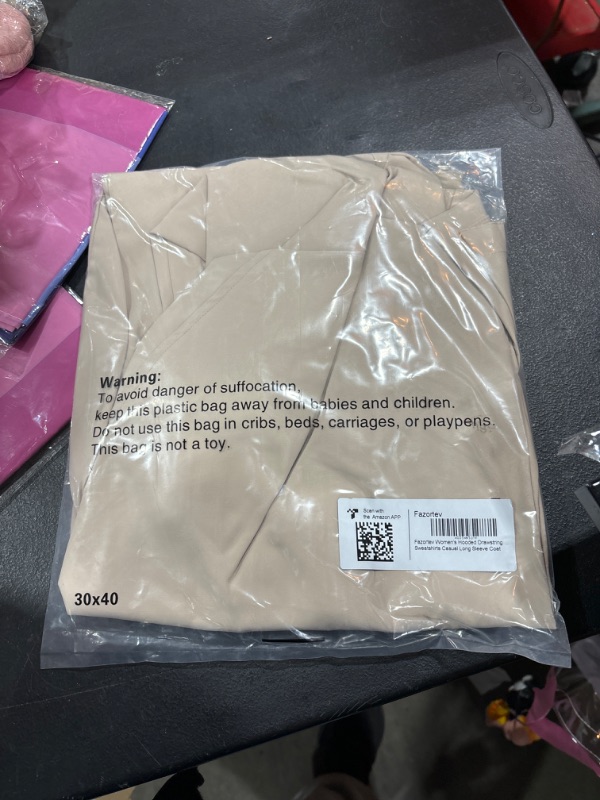 Warning:
To avoid danger of suffocation,
keep this plastic bag away from babies and children.
Do not use this bag in cribs, beds, carriages, or playpens.
This bag is not a toy.
Scan with
the Amazon APP
Fazortev
Fazortev Women's Hooded Drawstring
Sweatshirts Casual Long Sleeve Coat
30x40